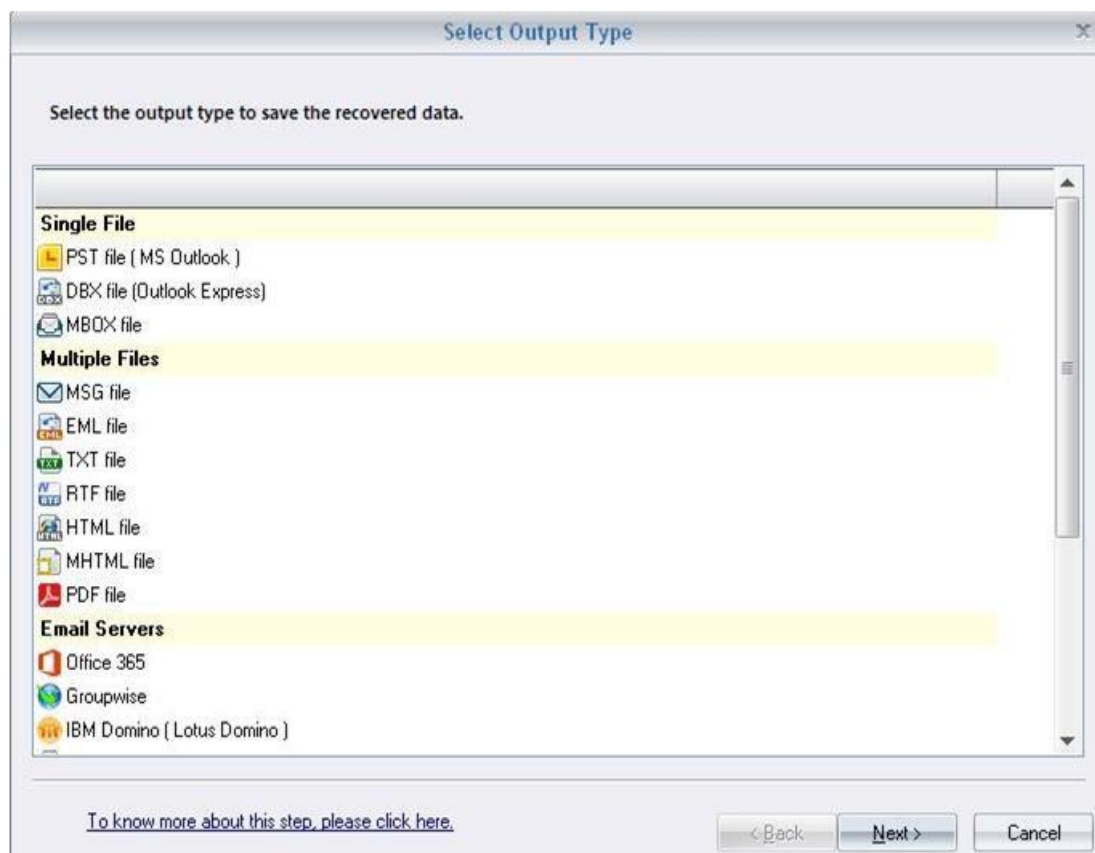 Select Output Type
Select the output type to save the recovered data.
Single File
PST file ( MS Outlook )
DBX file (Outlook Express)
MBOX file
Multiple Files
MSG file
EML file
TXT file
RTF file
HTML file
MHTML file
PDF file
Email Servers
Office 365
Groupwise
IBM Domino ( Lotus Domino )
To know more about this step, please click here.
< Back
Next >
Cancel